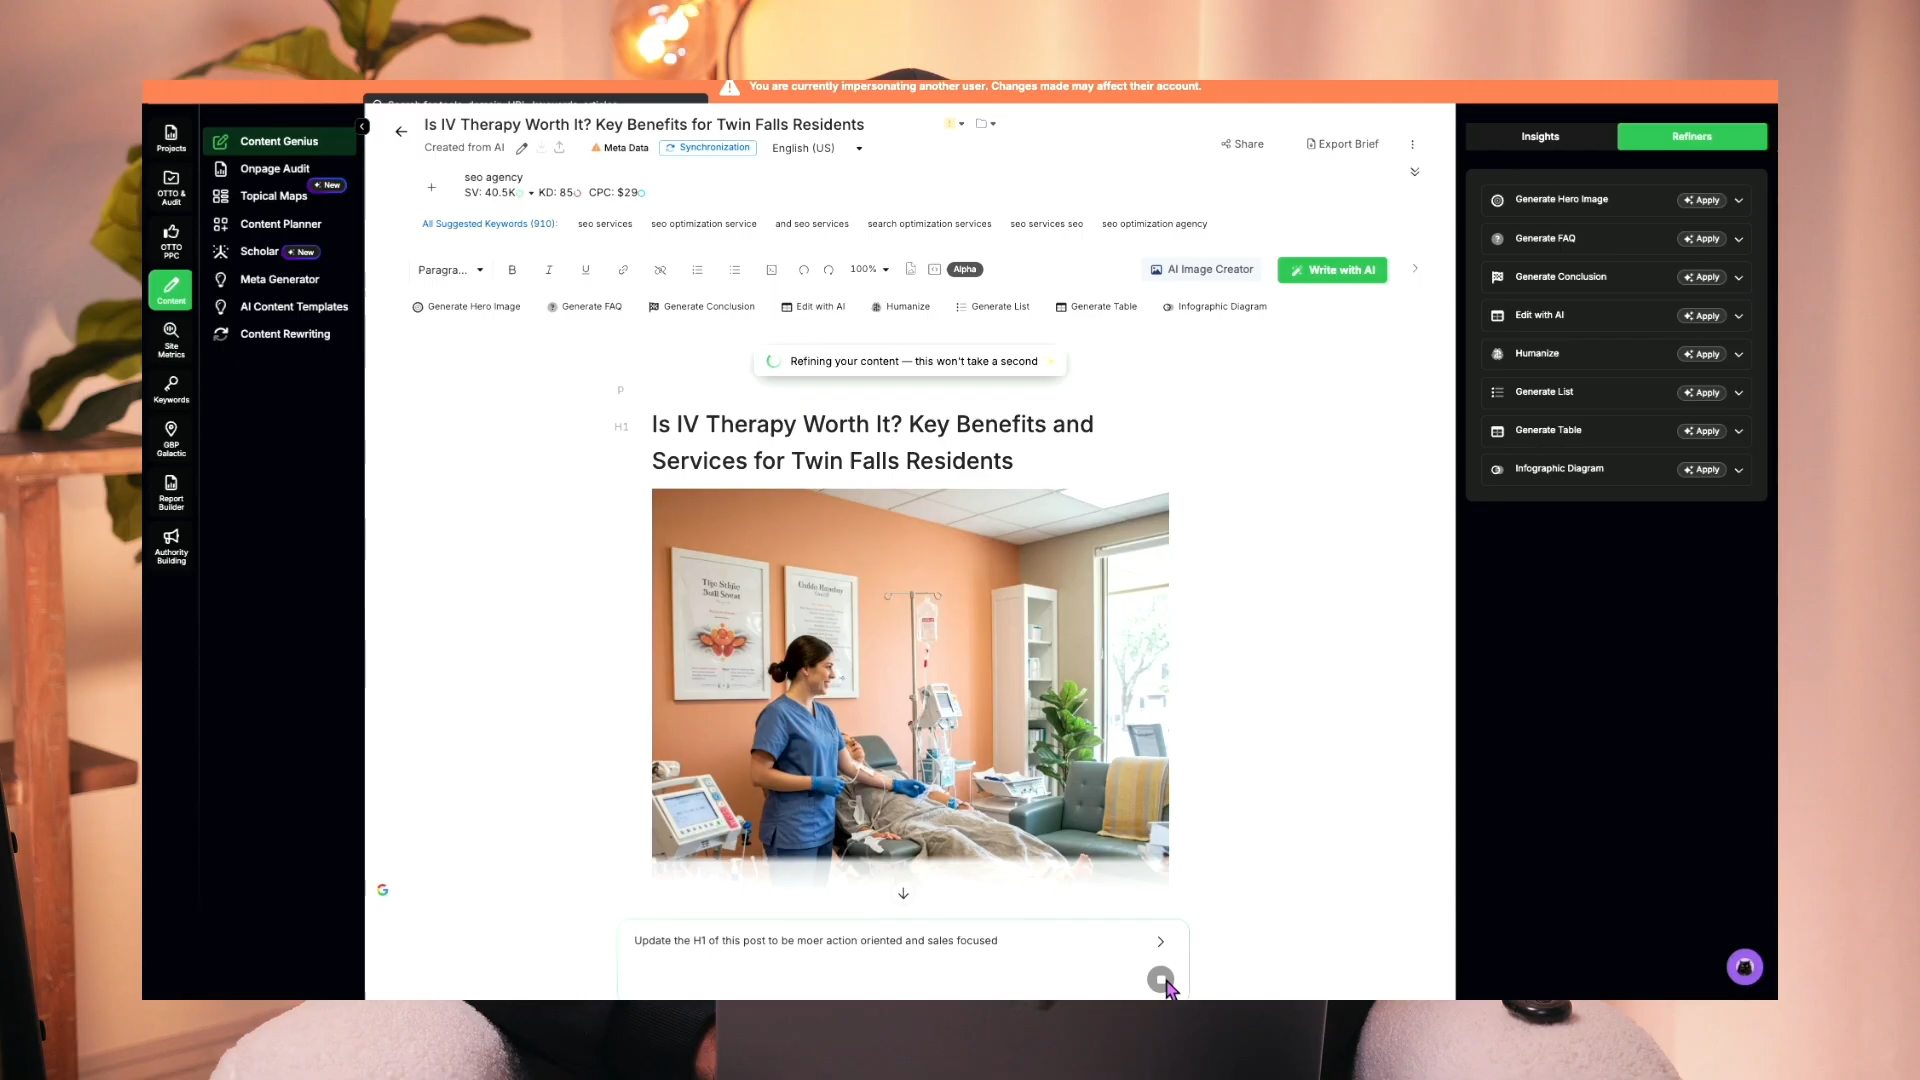 You are currently impersonating another user. Changes made may affect their account.
Projects
OTTO &
Audit
OTTO
PPC
Content
Site
Metrics
Keywords
GBP
Galactic
Report
Builder
Authority
Building
Content Genius
Onpage Audit
Topical Maps
New
Content Planner
Scholar
New
Meta Generator
AI Content Templates
Content Rewriting
Is IV Therapy Worth It? Key Benefits for Twin Falls Residents
Created from AI
Meta Data
Synchronization
English (US)
Share
Export Brief
seo agency
SV: 40.5K KD: 85 CPC: $29
All Suggested Keywords (910): seo services seo optimization service and seo services search optimization services seo services seo seo optimization agency
Paragra... B I U 100% Alpha
AI Image Creator
Write with AI
Generate Hero Image Generate FAQ Generate Conclusion Edit with AI Humanize Generate List Generate Table Infographic Diagram
Refining your content — this won't take a second
p
H1
Is IV Therapy Worth It? Key Benefits and
Services for Twin Falls Residents
Update the H1 of this post to be moer action oriented and sales focused
Insights
Refiners
Generate Hero Image Apply
Generate FAQ Apply
Generate Conclusion Apply
Edit with AI Apply
Humanize Apply
Generate List Apply
Generate Table Apply
Infographic Diagram Apply